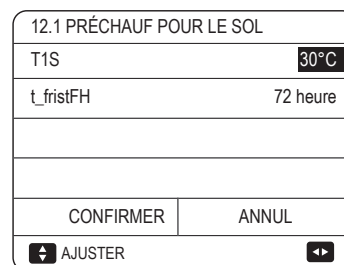 12.1 PRÉCHAUF POUR LE SOL
T1S 30°C
t_fristFH 72 heure
CONFIRMER ANNUL
AJUSTER